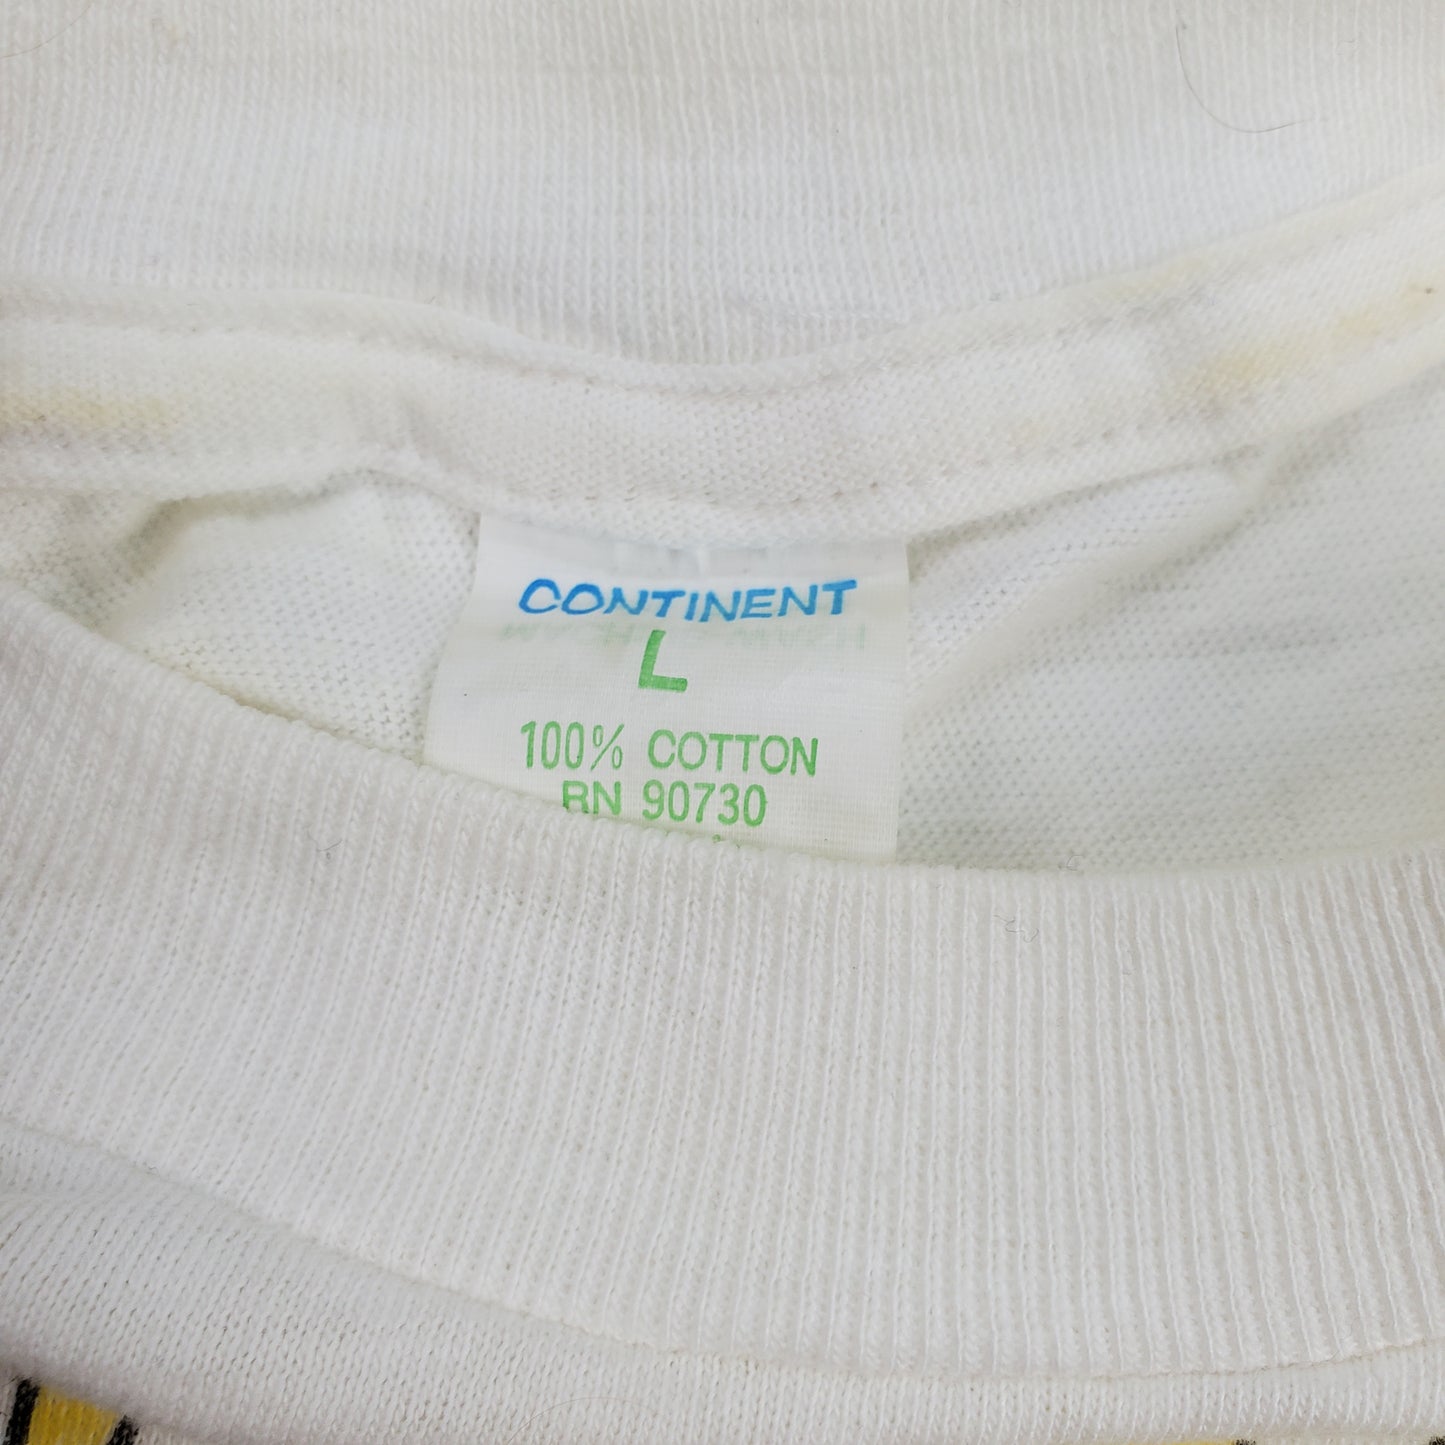 CONTINENT
L
100% COTTON
RN 90730